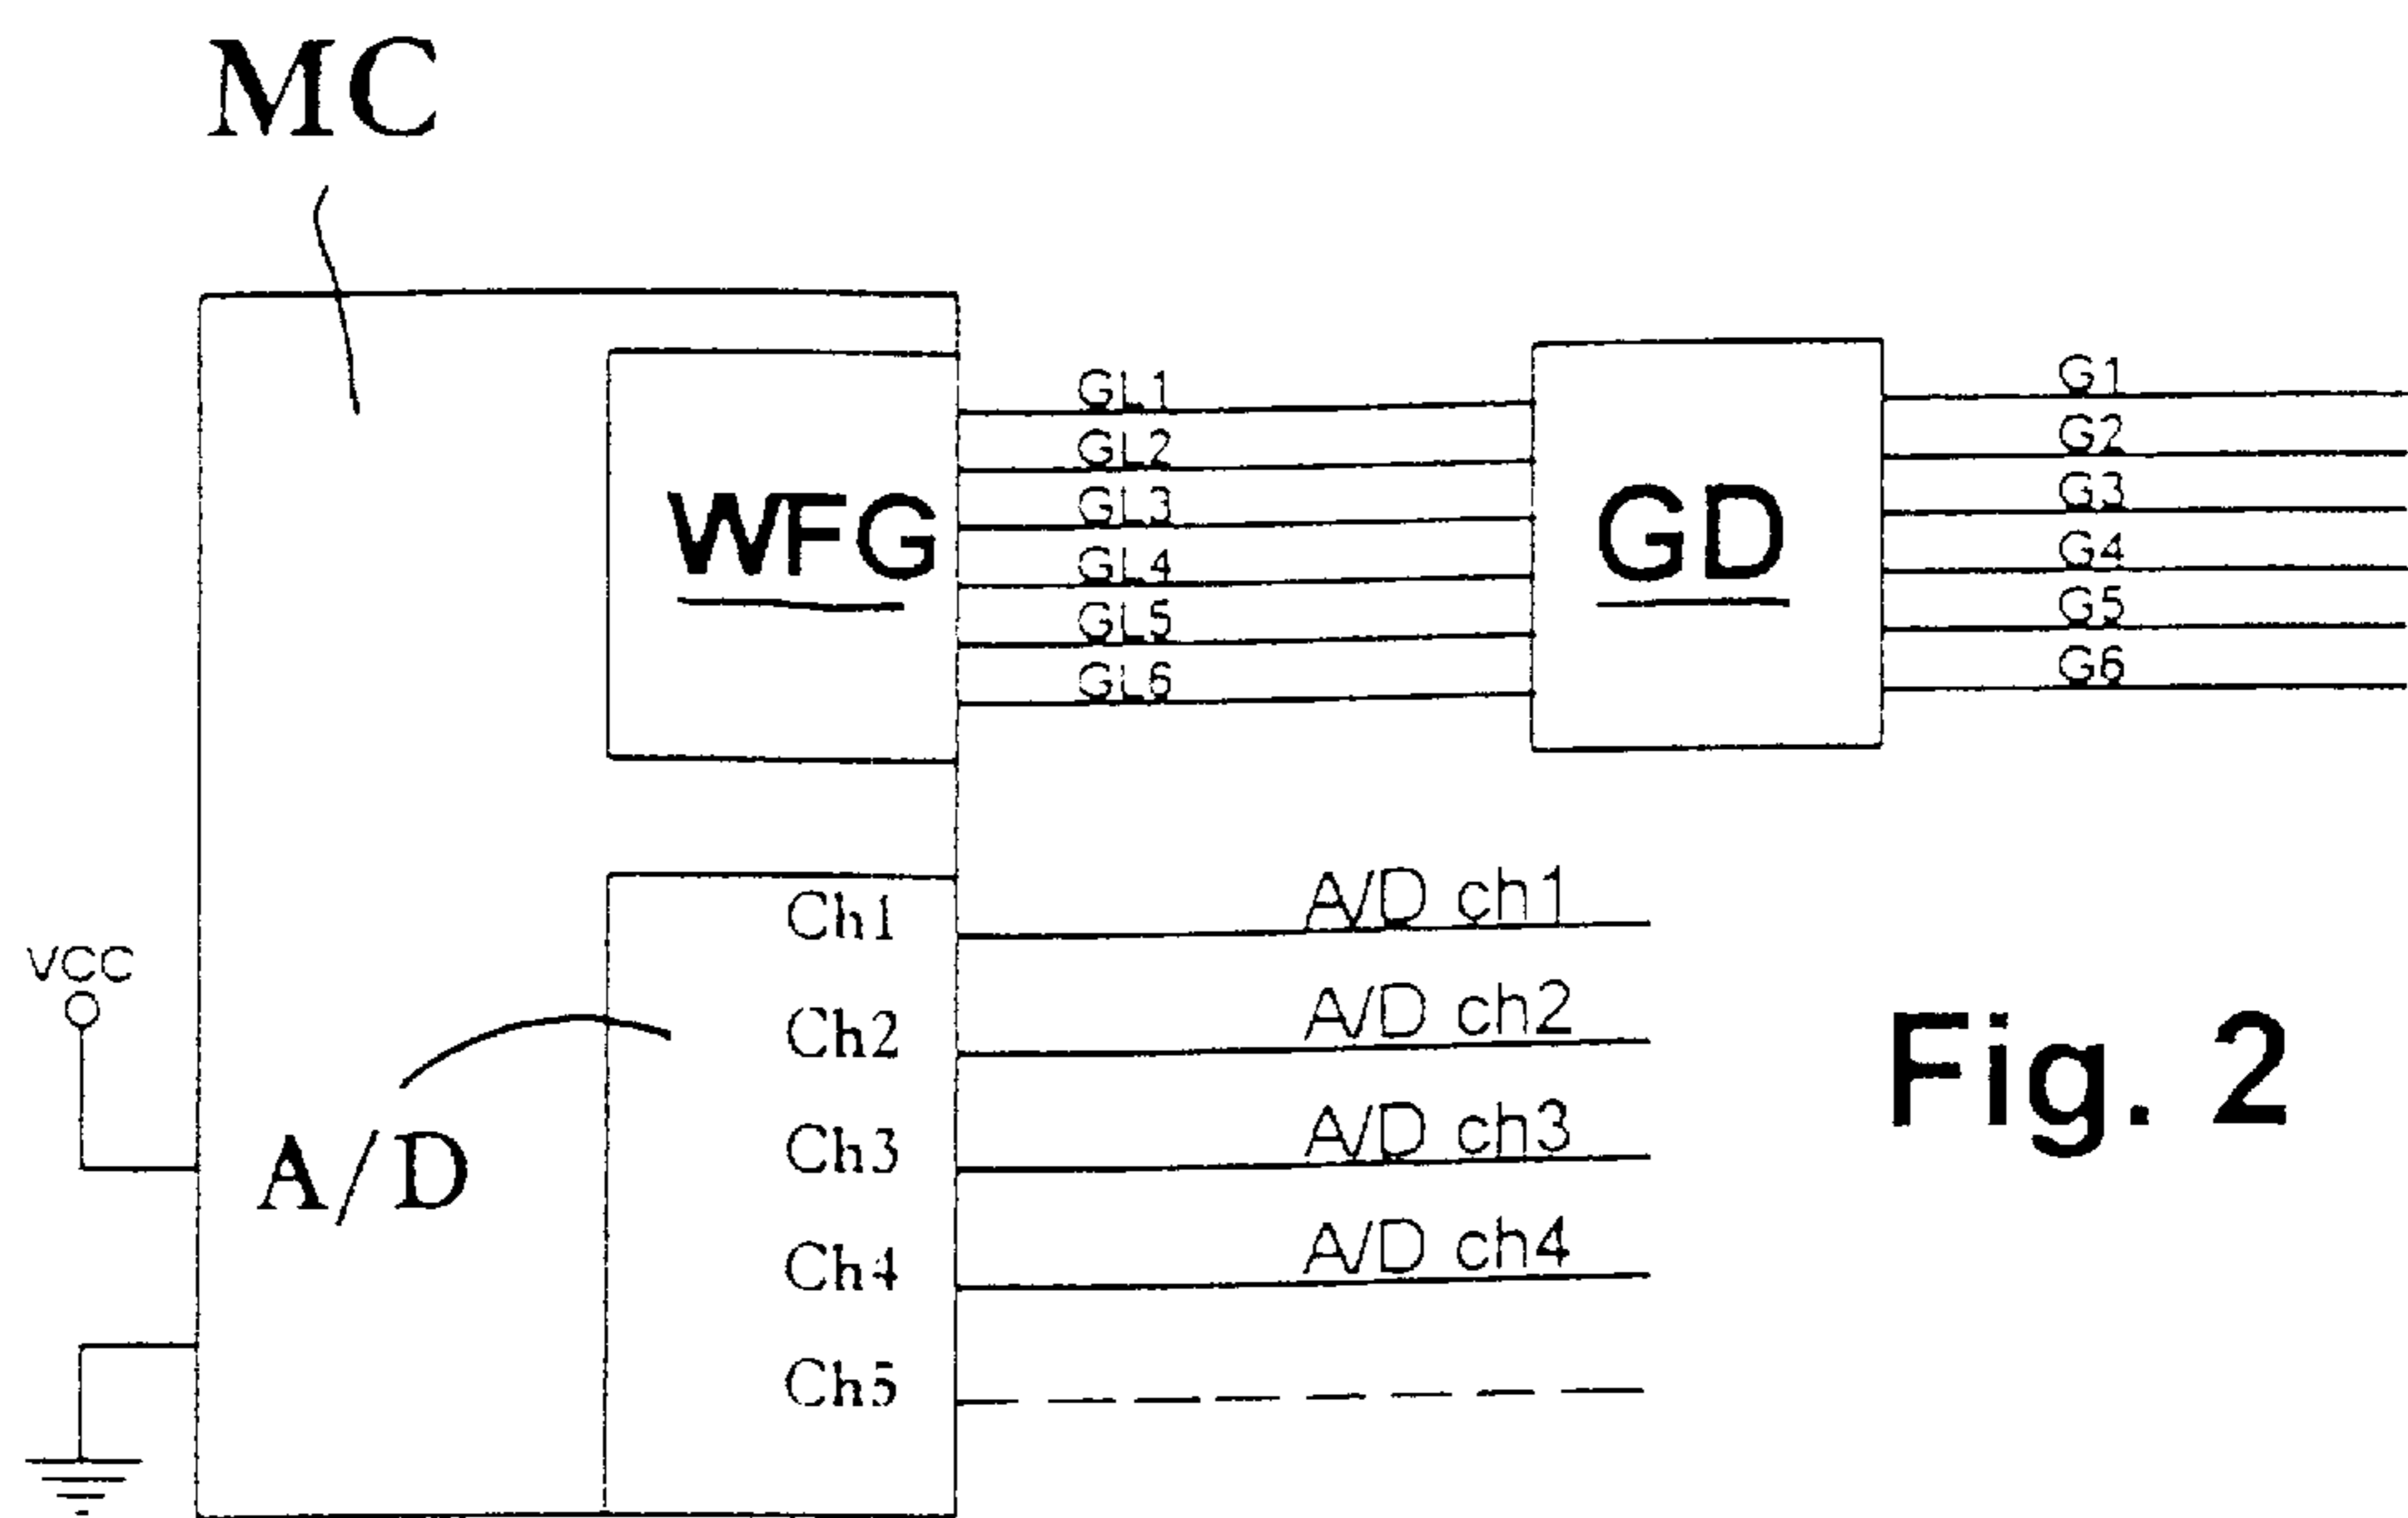 MC
GL1
GL2
GL3
GL4
GL5
GL6
WFG
GD
G1
G2
G3
G4
G5
G6
VCC
A/D
Ch1
Ch2
Ch3
Ch4
Ch5
A/D ch1
A/D ch2
A/D ch3
A/D ch4
Fig. 2